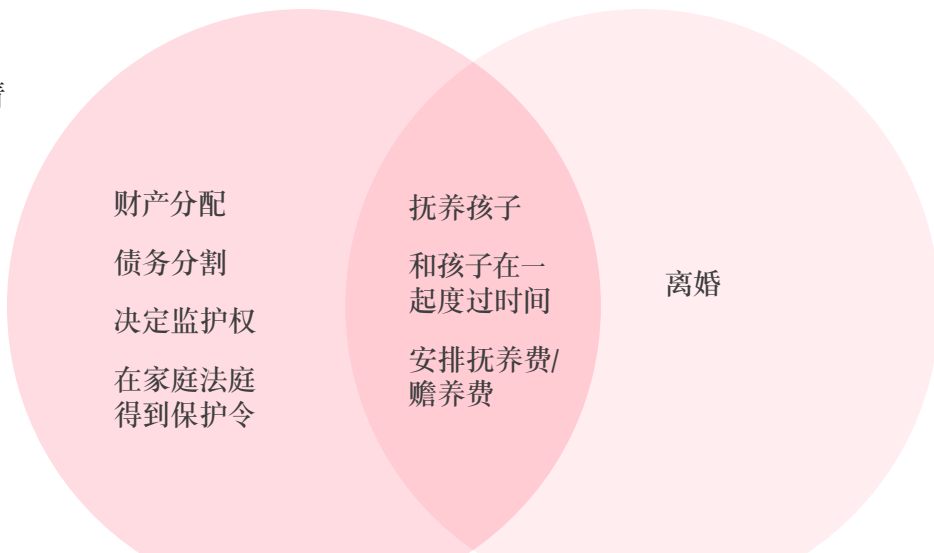 财产分配
债务分割
决定监护权
在家庭法庭
得到保护令
抚养孩子
和孩子在一
起度过时间
安排抚养费/
赡养费
离婚